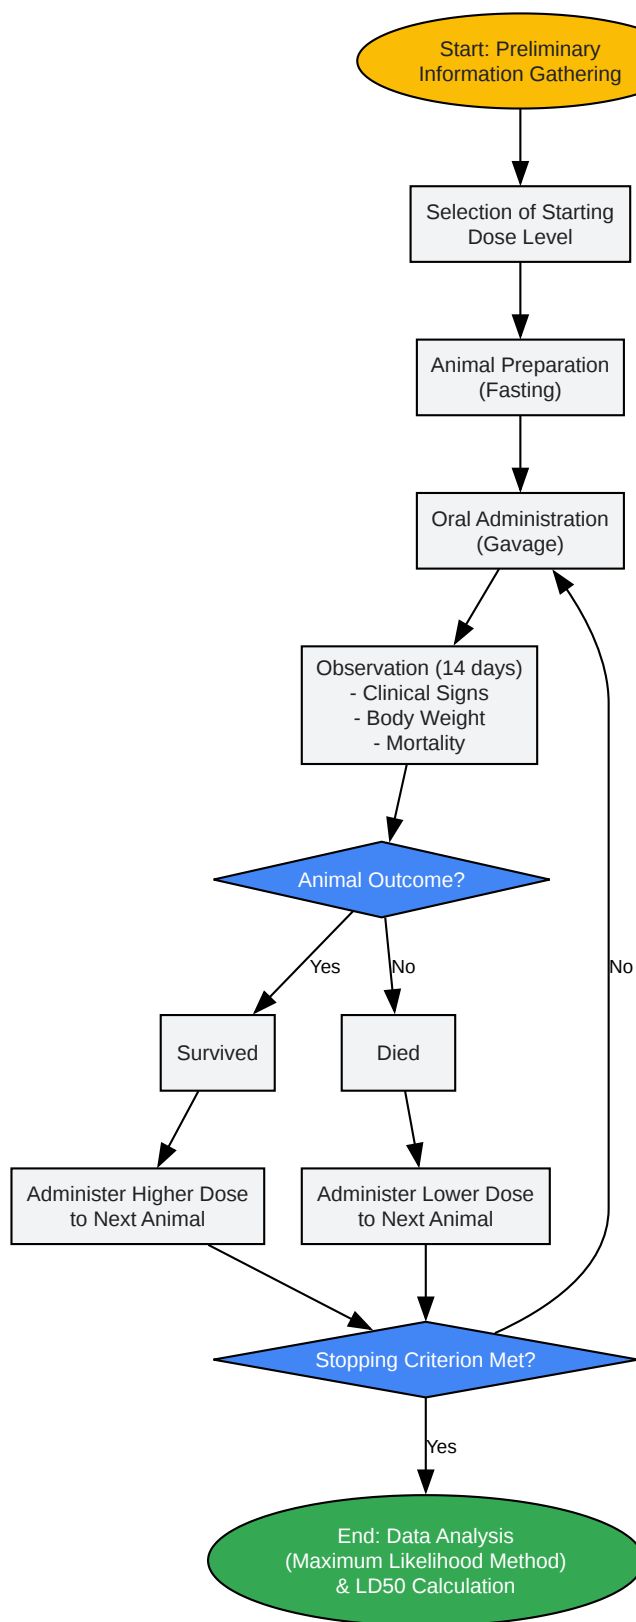 Start: Preliminary
Information Gathering
Selection of Starting
Dose Level
Animal Preparation
(Fasting)
Oral Administration
(Gavage)
Observation (14 days)
- Clinical Signs
- Body Weight
- Mortality
Animal Outcome?
Yes
No
No
Survived
Died
Administer Higher Dose
to Next Animal
Administer Lower Dose
to Next Animal
Stopping Criterion Met?
Yes
End: Data Analysis
(Maximum Likelihood Method)
& LD50 Calculation